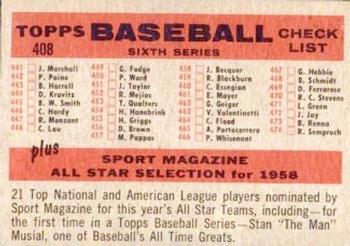 TOPPS BASEBALL CHECK
408 SIXTH SERIES LIST
441 J. Marshall
442 P. Paine
443 B. Harrell
444 D. Kravitz
445 B. W. Smith
446 C. Hardy
447 R. Monzant
448 C. Lau
449 G. Fodge
450 P. Ward
451 J. Taylor
452 R. Mejias
453 T. Qualters
454 H. Hanebrink
455 H. Griggs
456 D. Brown
457 M. Pappas
458 J. Becquer
459 R. Blackburn
460 C. Essegian
461 E. Mayer
462 G. Geiger
463 V. Valentinetti
464 C. Flood
465 A. Portocarrero
466 P. Whisenant
467 G. Hobbie
468 B. Schmidt
469 D. Ferrarese
470 R. C. Stevens
471 L. Green
472 J. Jay
473 B. Renna
474 R. Semproch
plus
SPORT MAGAZINE
ALL STAR SELECTION for 1958
21 Top National and American League players nominated by
Sport Magazine for this year's All Star Teams, including—for
the first time in a Topps Baseball Series—Stan "The Man"
Musial, one of Baseball's All Time Greats.